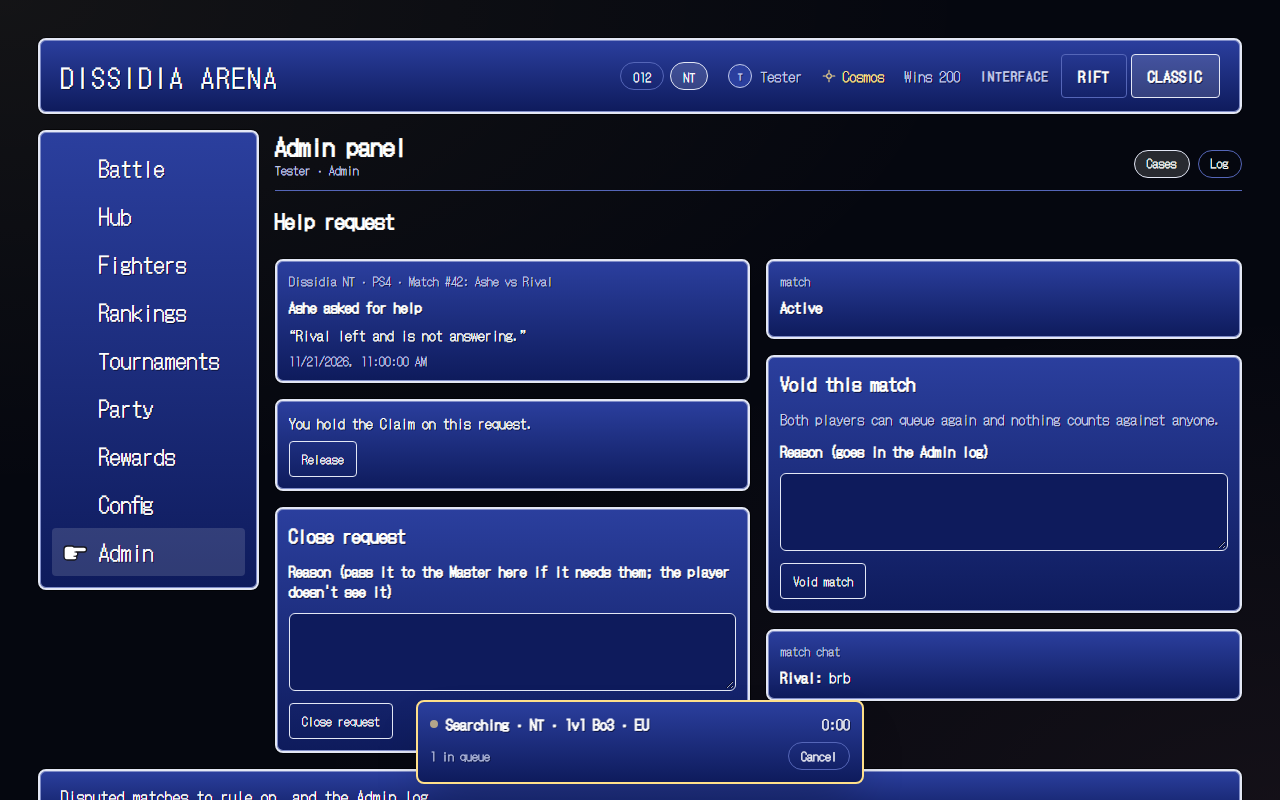 DISSIDIA ARENA
012
NT
T
Tester
Cosmos
Wins 200
INTERFACE
RIFT
CLASSIC
Battle
Hub
Fighters
Rankings
Tournaments
Party
Rewards
Config
Admin
Admin panel
Tester · Admin
Cases
Log
Help request
Dissidia NT · PS4 · Match #42: Ashe vs Rival
Ashe asked for help
“Rival left and is not answering.”
11/21/2026, 11:00:00 AM
You hold the Claim on this request.
Release
Close request
Reason (pass it to the Master here if it needs them; the player
doesn't see it)
Close request
match
Active
Void this match
Both players can queue again and nothing counts against anyone.
Reason (goes in the Admin log)
Void match
match chat
Rival: brb
Searching · NT · 1v1 Bo3 · EU
0:00
1 in queue
Cancel
Disputed matches to rule on, and the Admin log